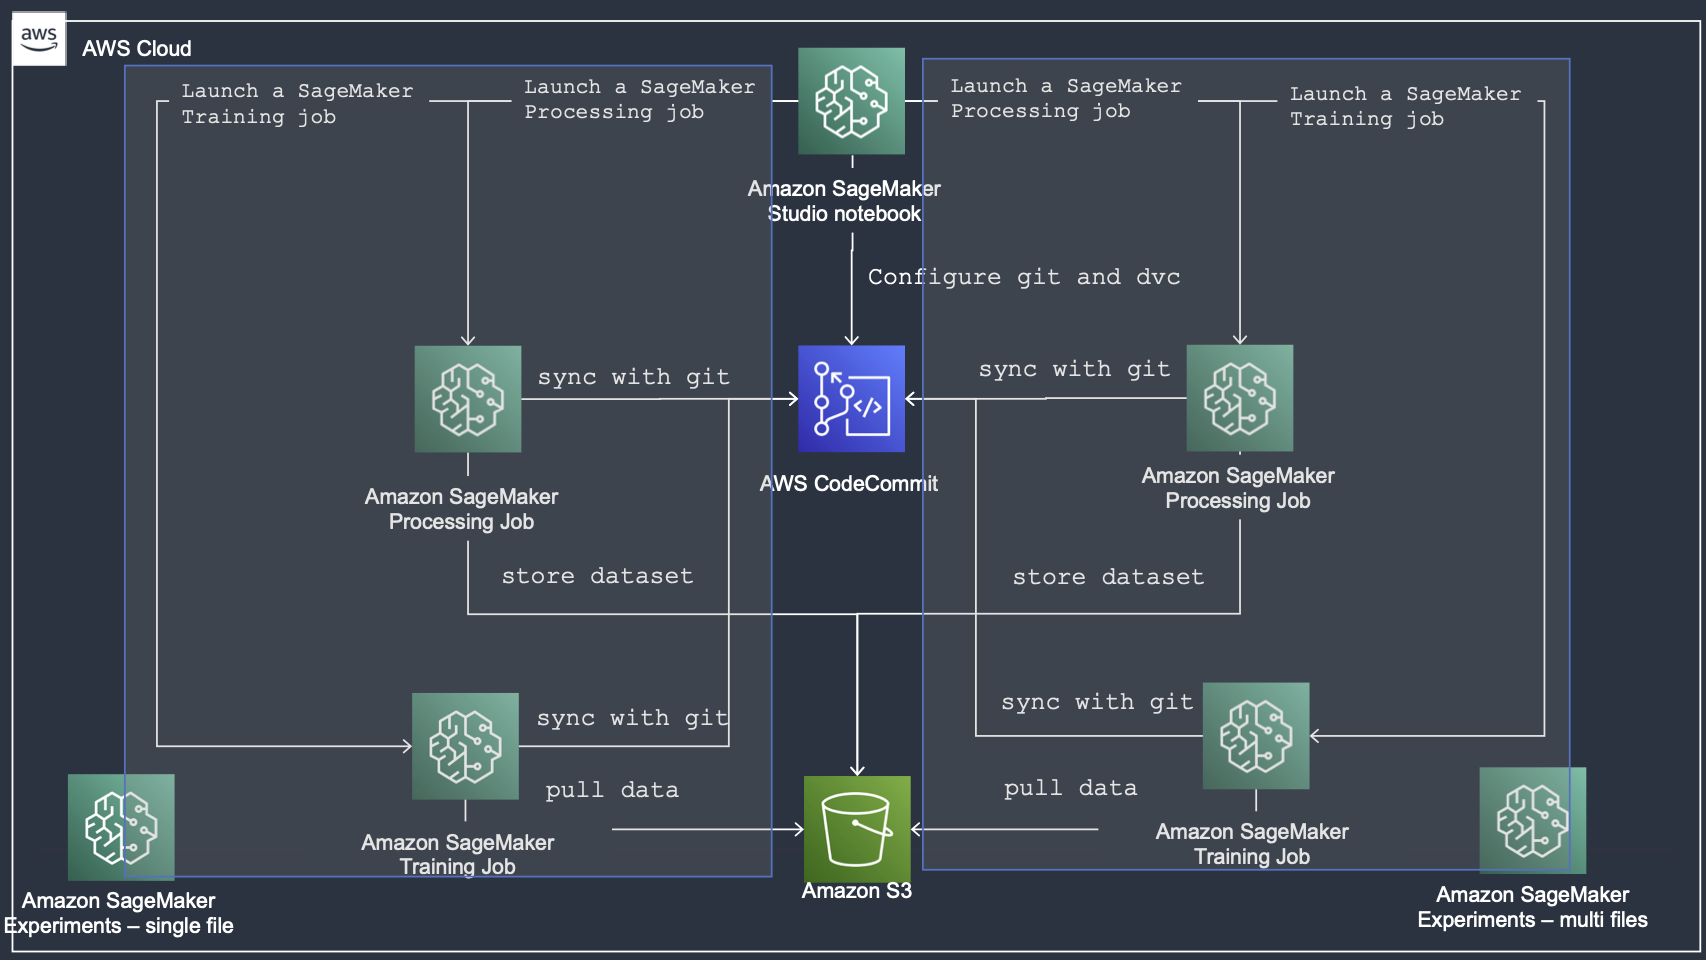 aws
AWS Cloud
Launch a SageMaker
Training job
Launch a SageMaker
Processing job
Launch a SageMaker
Processing job
Launch a SageMaker
Training job
Amazon SageMaker
Studio notebook
Configure git and dvc
sync with git
sync with git
</>
AWS CodeCommit
Amazon SageMaker
Processing Job
Amazon SageMaker
Processing Job
store dataset
store dataset
sync with git
sync with git
pull data
pull data
Amazon SageMaker
Training Job
Amazon SageMaker
Training Job
Amazon S3
Amazon SageMaker
Experiments – single file
Amazon SageMaker
Experiments – multi files